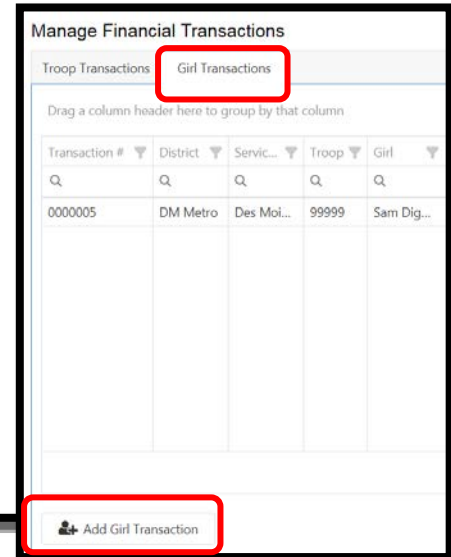 Manage Financial Transactions
Troop Transactions Girl Transactions
Drag a column header here to group by that column
Transaction # District Servic... Troop Girl
0000005 DM Metro Des Moi... 99999 Sam Dig...
Add Girl Transaction